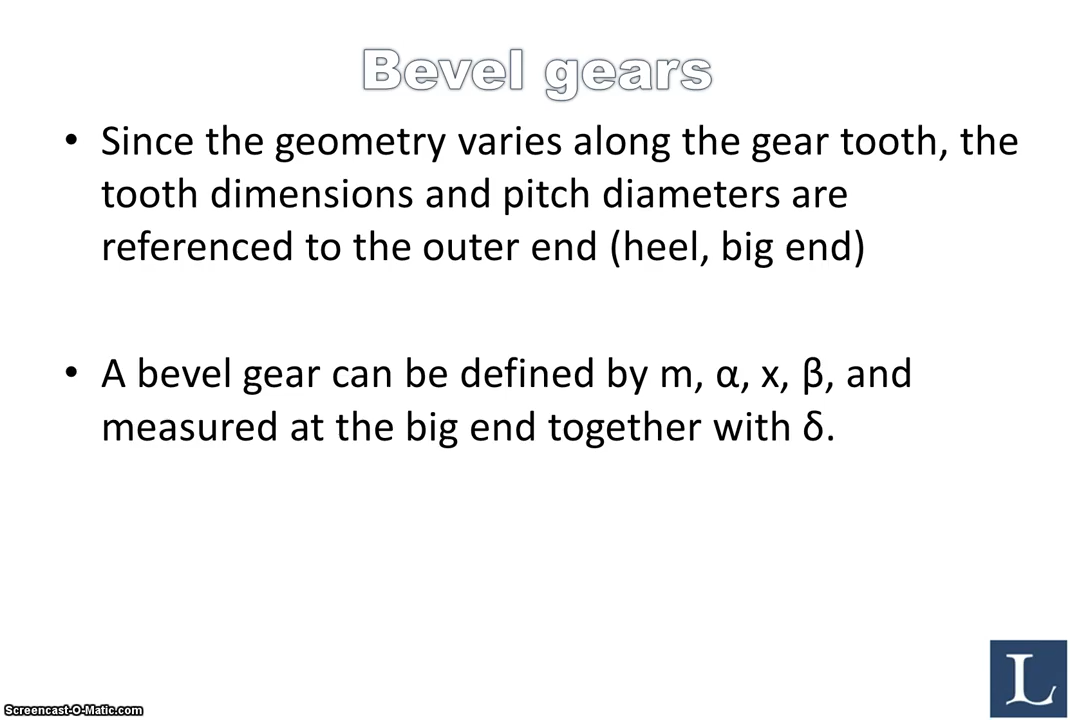 Bevel gears
• Since the geometry varies along the gear tooth, the
tooth dimensions and pitch diameters are
referenced to the outer end (heel, big end)
• A bevel gear can be defined by m, α, x, β, and
measured at the big end together with δ.
L
Screencast-O-Matic.com